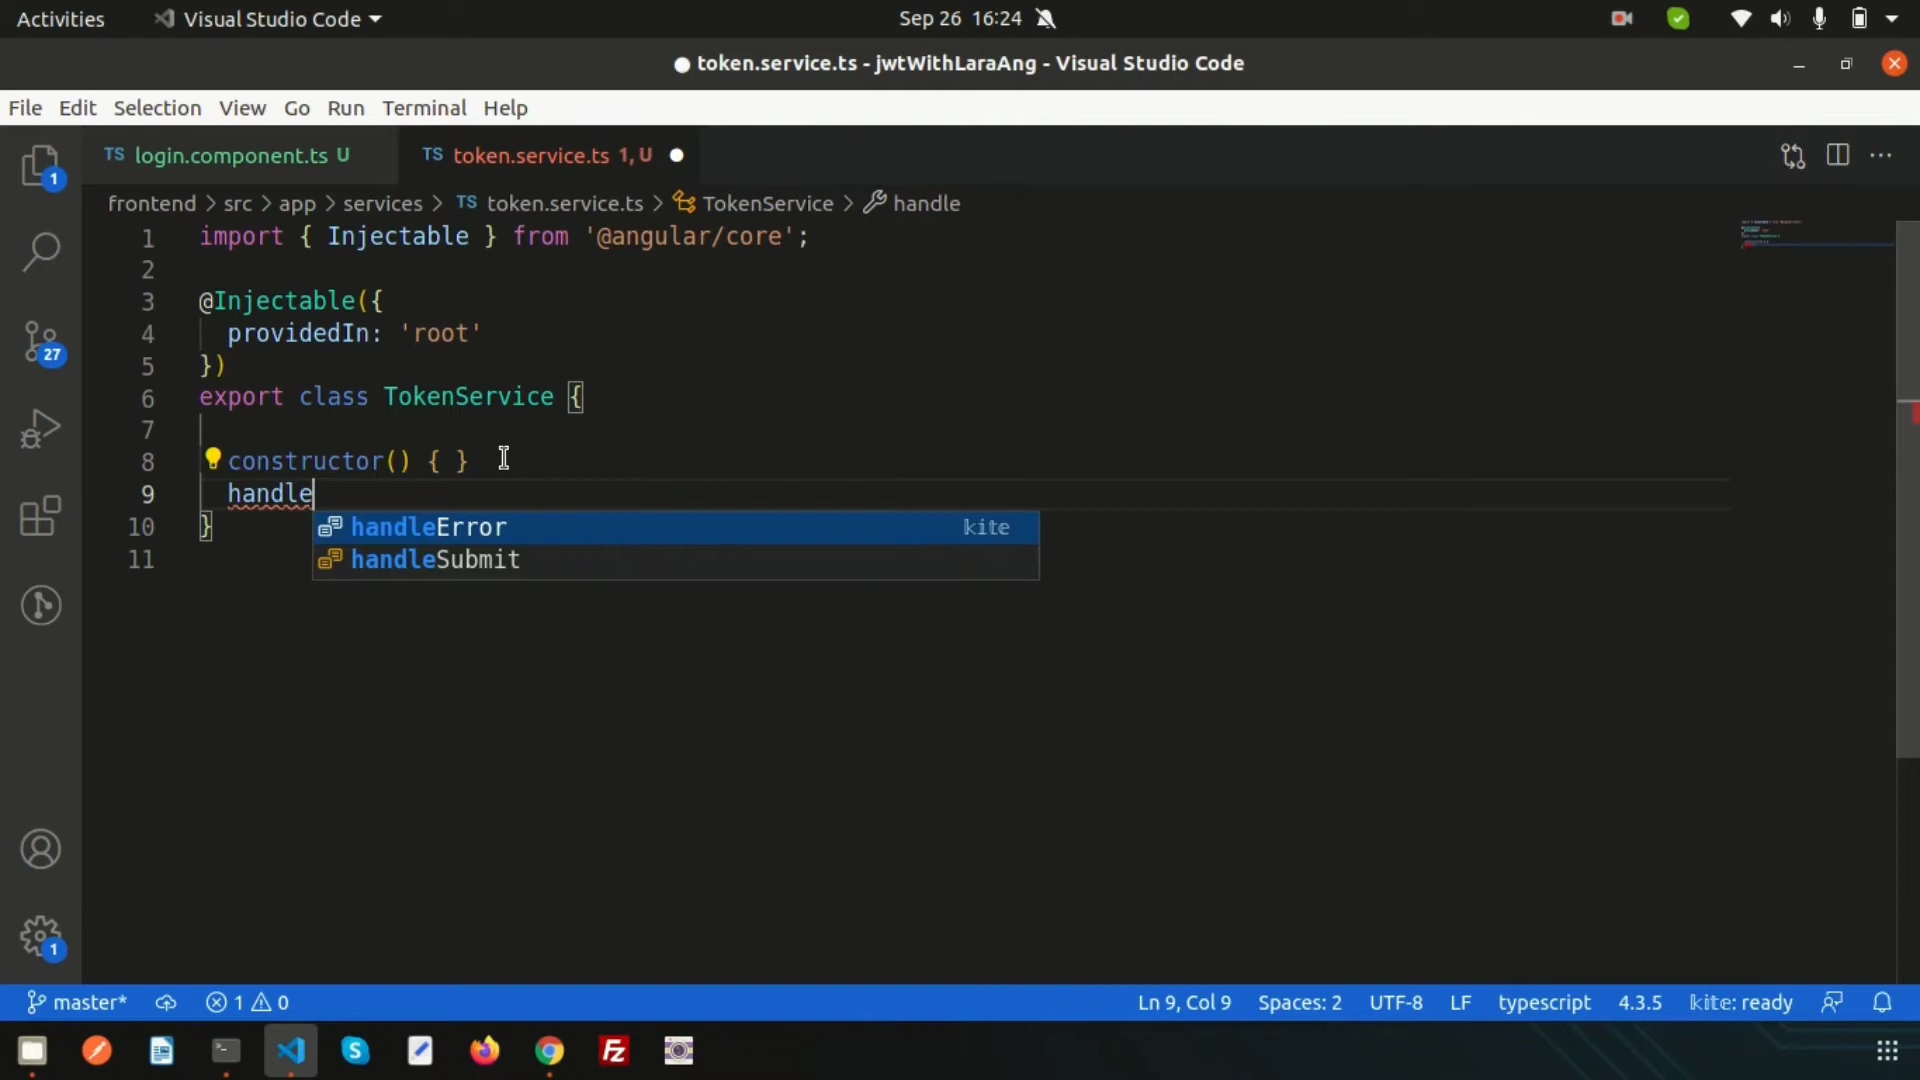 Activities Visual Studio Code Sep 26 16:24
token.service.ts - jwtWithLaraAng - Visual Studio Code
File Edit Selection View Go Run Terminal Help
TS login.component.ts U TS token.service.ts 1, U
frontend > src > app > services > TS token.service.ts > TokenService > handle
1 import { Injectable } from '@angular/core';
2
3 @Injectable({
4 providedIn: 'root'
5 })
6 export class TokenService {
7
8 constructor() { }
9 handle
handleError kite
10 }
handleSubmit
11
1
27
1
master* 1 0 Ln 9, Col 9 Spaces: 2 UTF-8 LF typescript 4.3.5 kite: ready